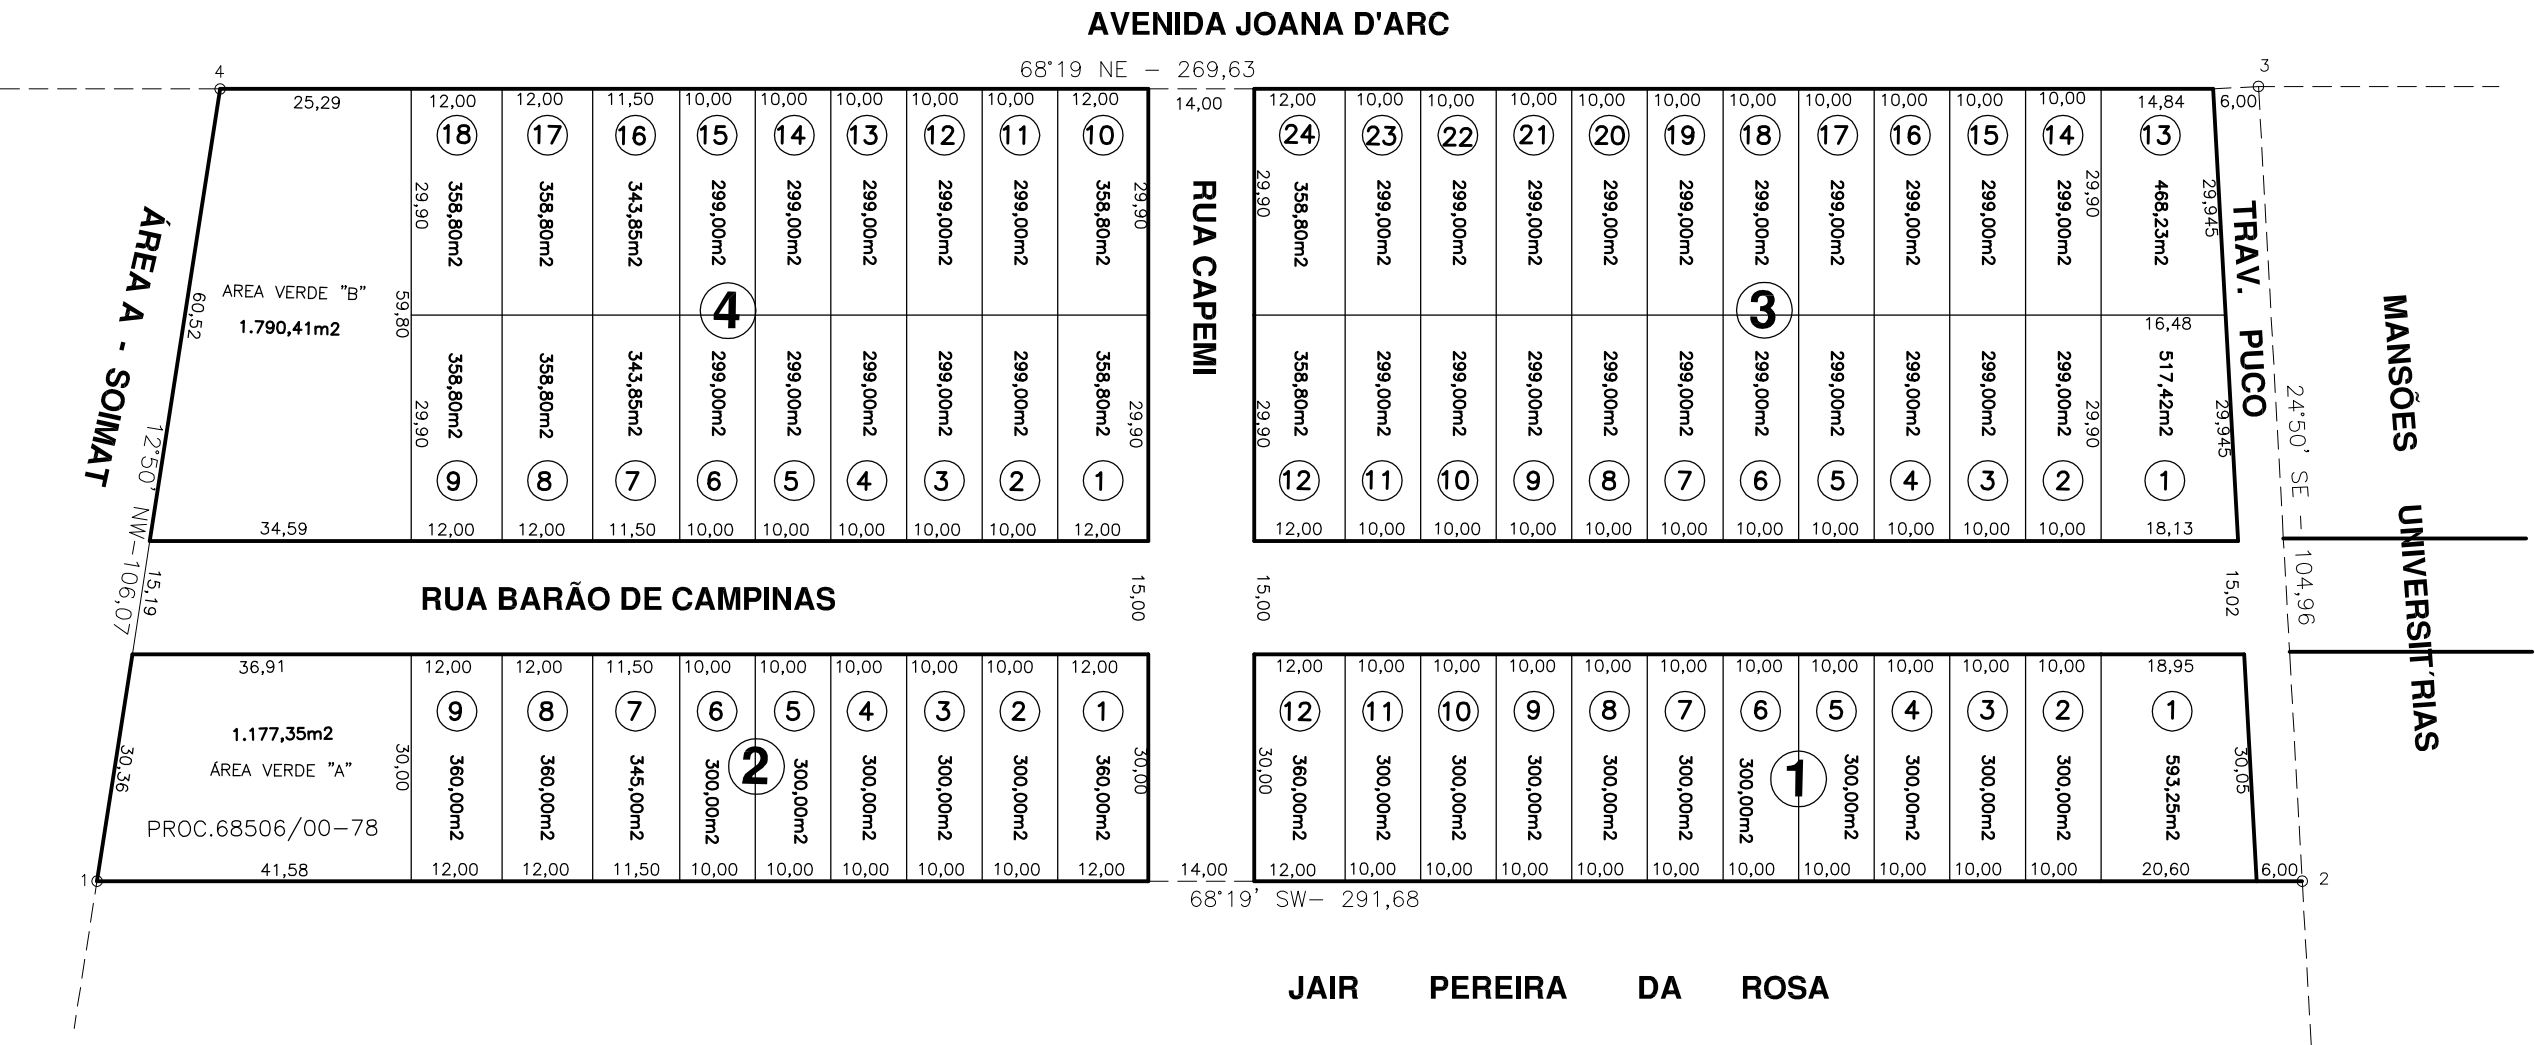 AVENIDA JOANA D'ARC
4
68°19 NE - 269,63
3
25,29 12,00 12,00 11,50 10,00 10,00 10,00 10,00 10,00 12,00 14,00 12,00 10,00 10,00 10,00 10,00 10,00 10,00 10,00 10,00 10,00 10,00 14,84 6,00
18 17 16 15 14 13 12 11 10 24 23 22 21 20 19 18 17 16 15 14 13
29,90 358,80m2 358,80m2 343,85m2 299,00m2 299,00m2 299,00m2 299,00m2 299,00m2 358,80m2 29,90
29,90 358,80m2 299,00m2 299,00m2 299,00m2 299,00m2 299,00m2 299,00m2 299,00m2 299,00m2 299,00m2 299,00m2 29,90 468,23m2 29,945
ÁREA A - SOIMAT
60,52
AREA VERDE "B"
1.790,41m2
59,80
4
RUA CAPEMI
3
16,48
TRAV. PUCO
MANSÕES UNIVERSIT´RIAS
29,90 358,80m2 358,80m2 343,85m2 299,00m2 299,00m2 299,00m2 299,00m2 299,00m2 358,80m2 29,90
29,90 358,80m2 299,00m2 299,00m2 299,00m2 299,00m2 299,00m2 299,00m2 299,00m2 299,00m2 299,00m2 299,00m2 29,90 517,42m2 29,945
9 8 7 6 5 4 3 2 1 12 11 10 9 8 7 6 5 4 3 2 1
34,59 12,00 12,00 11,50 10,00 10,00 10,00 10,00 10,00 12,00 12,00 10,00 10,00 10,00 10,00 10,00 10,00 10,00 10,00 10,00 10,00 18,13
12°50' NW-106,07
24°50' SE - 104,96
15,19
RUA BARÃO DE CAMPINAS
15,00 15,00 15,02
36,91 12,00 12,00 11,50 10,00 10,00 10,00 10,00 10,00 12,00 12,00 10,00 10,00 10,00 10,00 10,00 10,00 10,00 10,00 10,00 10,00 18,95
9 8 7 6 5 4 3 2 1 12 11 10 9 8 7 6 5 4 3 2 1
1.177,35m2
ÁREA VERDE "A"
30,36
30,00 360,00m2 360,00m2 345,00m2 300,00m2 300,00m2 300,00m2 300,00m2 300,00m2 360,00m2 30,00
2
30,00 360,00m2 300,00m2 300,00m2 300,00m2 300,00m2 300,00m2 300,00m2 300,00m2 300,00m2 300,00m2 300,00m2 593,25m2 30,05
1
PROC.68506/00-78
41,58 12,00 12,00 11,50 10,00 10,00 10,00 10,00 10,00 12,00 14,00 12,00 10,00 10,00 10,00 10,00 10,00 10,00 10,00 10,00 10,00 10,00 20,60 6,00
1
2
68°19' SW- 291,68
JAIR PEREIRA DA ROSA